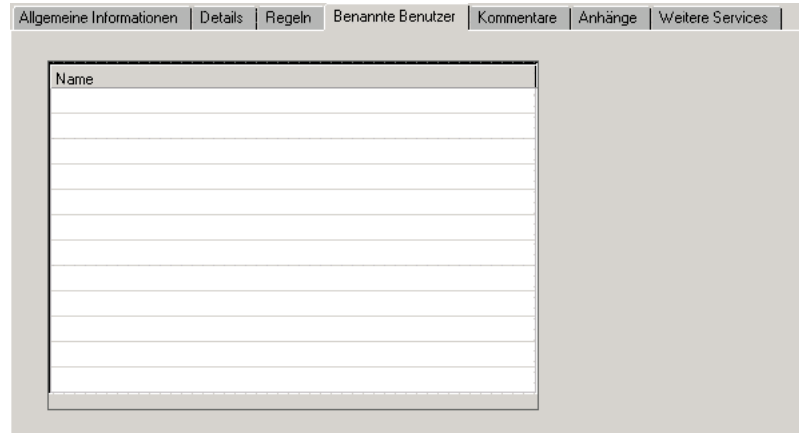 Allgemeine Informationen Details Regeln Benannte Benutzer Kommentare Anhänge Weitere Services
Name